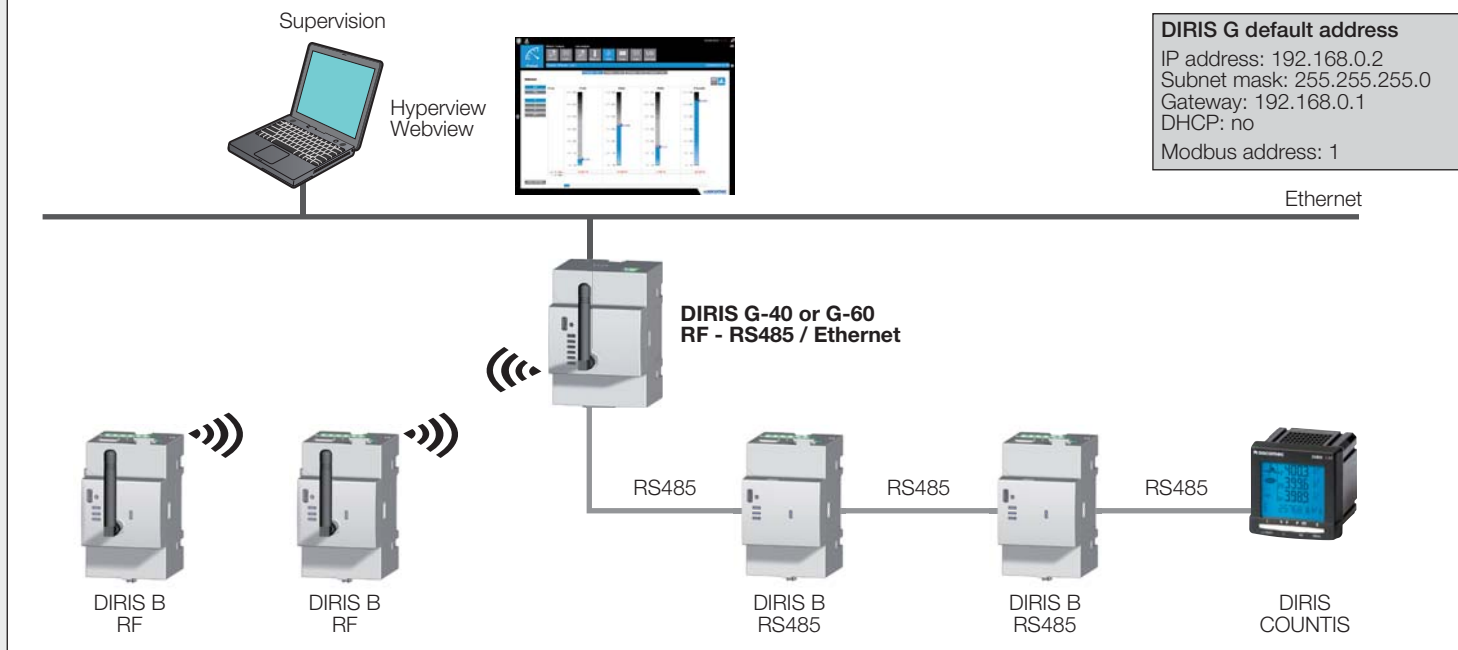 Supervision
Hyperview
Webview
DIRIS G default address
IP address: 192.168.0.2
Subnet mask: 255.255.255.0
Gateway: 192.168.0.1
DHCP: no
Modbus address: 1
Ethernet
DIRIS G-40 or G-60
RF - RS485 / Ethernet
RS485
RS485
RS485
DIRIS B
RF
DIRIS B
RF
DIRIS B
RS485
DIRIS B
RS485
DIRIS
COUNTIS